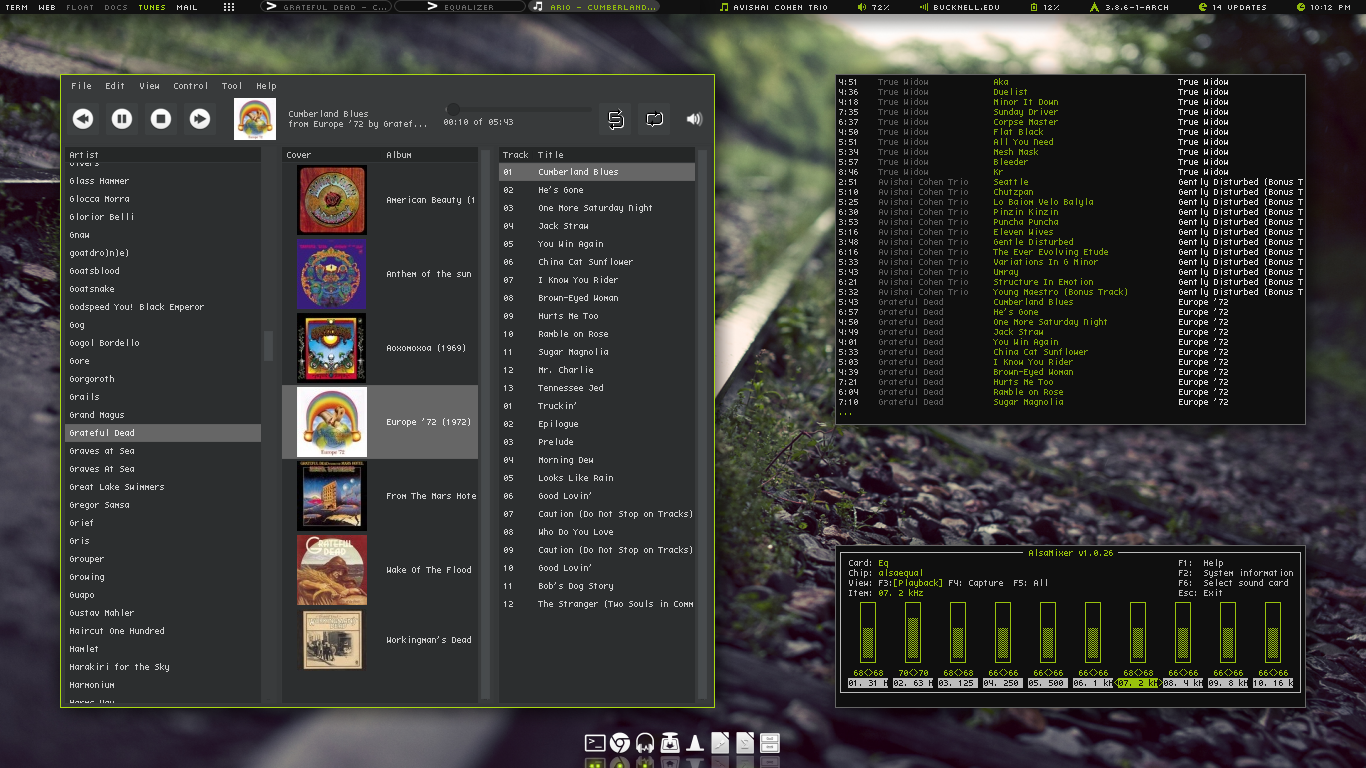 TERM WEB FLOAT DOCS TUNES MAIL
GRATEFUL DEAD - C...
EQUALIZER
ARIO - CUMBERLAND...
AVISHAI COHEN TRIO
72%
BUCKNELL.EDU
12%
3.8.6-1-ARCH
14 UPDATES
10:12 PM
File Edit View Control Tool Help
Cumberland Blues
from Europe '72 by Gratef...
00:10 of 05:43
Artist
Glass Hammer
Glocca Morra
Glorior Belli
Gnaw
goatdro)n)e)
Goatsblood
Goatsnake
Godspeed You! Black Emperor
Gog
Gogol Bordello
Gore
Gorgoroth
Grails
Grand Magus
Grateful Dead
Graves at Sea
Graves At Sea
Great Lake Swimmers
Gregor Samsa
Grief
Gris
Grouper
Growing
Guapo
Gustav Mahler
Haircut One Hundred
Hamlet
Harakiri for the Sky
Harmonium
Cover Album
American Beauty (1
Anthem of the sun
Aoxomoxoa (1969)
Europe '72 (1972)
From The Mars Hote
Wake Of The Flood
Workingman's Dead
Track Title
01 Cumberland Blues
02 He's Gone
03 One More Saturday Night
04 Jack Straw
05 You Win Again
06 China Cat Sunflower
07 I Know You Rider
08 Brown-Eyed Woman
09 Hurts Me Too
10 Ramble on Rose
11 Sugar Magnolia
12 Mr. Charlie
13 Tennessee Jed
01 Truckin'
02 Epilogue
03 Prelude
04 Morning Dew
05 Looks Like Rain
06 Good Lovin'
07 Caution (Do Not Stop on Tracks)
08 Who Do You Love
09 Caution (Do Not Stop on Tracks)
10 Good Lovin'
11 Bob's Dog Story
12 The Stranger (Two Souls in Comm
4:51 True Widow Aka True Widow
4:36 True Widow Duelist True Widow
4:18 True Widow Minor It Down True Widow
7:35 True Widow Sunday Driver True Widow
6:37 True Widow Corpse Master True Widow
4:50 True Widow Flat Black True Widow
5:51 True Widow All You Need True Widow
5:34 True Widow Mesh Mask True Widow
5:57 True Widow Bleeder True Widow
8:46 True Widow Kr True Widow
2:51 Avishai Cohen Trio Seattle Gently Disturbed (Bonus T
5:10 Avishai Cohen Trio Chutzpan Gently Disturbed (Bonus T
5:25 Avishai Cohen Trio Lo Baiom Velo Balyla Gently Disturbed (Bonus T
6:30 Avishai Cohen Trio Pinzin Kinzin Gently Disturbed (Bonus T
3:53 Avishai Cohen Trio Puncha Puncha Gently Disturbed (Bonus T
5:16 Avishai Cohen Trio Eleven Wives Gently Disturbed (Bonus T
3:48 Avishai Cohen Trio Gentle Disturbed Gently Disturbed (Bonus T
6:16 Avishai Cohen Trio The Ever Evolving Etude Gently Disturbed (Bonus T
5:33 Avishai Cohen Trio Variations In G Minor Gently Disturbed (Bonus T
5:43 Avishai Cohen Trio Umray Gently Disturbed (Bonus T
6:21 Avishai Cohen Trio Structure In Emotion Gently Disturbed (Bonus T
5:32 Avishai Cohen Trio Young Maestro (Bonus Track) Gently Disturbed (Bonus T
5:43 Grateful Dead Cumberland Blues Europe '72
6:57 Grateful Dead He's Gone Europe '72
4:50 Grateful Dead One More Saturday Night Europe '72
4:49 Grateful Dead Jack Straw Europe '72
4:01 Grateful Dead You Win Again Europe '72
5:33 Grateful Dead China Cat Sunflower Europe '72
5:03 Grateful Dead I Know You Rider Europe '72
4:39 Grateful Dead Brown-Eyed Woman Europe '72
7:21 Grateful Dead Hurts Me Too Europe '72
6:04 Grateful Dead Ramble on Rose Europe '72
7:10 Grateful Dead Sugar Magnolia Europe '72
...
AlsaMixer v1.0.26
Card: Eq F1: Help
Chip: alsaequal F2: System information
View: F3:[Playback] F4: Capture F5: All F6: Select sound card
Item: 07. 2 kHz Esc: Exit
68<>68 70<>70 68<>68 66<>66 66<>66 66<>66 68<>68 66<>66 66<>66 66<>66
01. 31 H 02. 63 H 03. 125 04. 250 05. 500 06. 1 kH <07. 2 kH> 08. 4 kH 09. 8 kH 10. 16 k